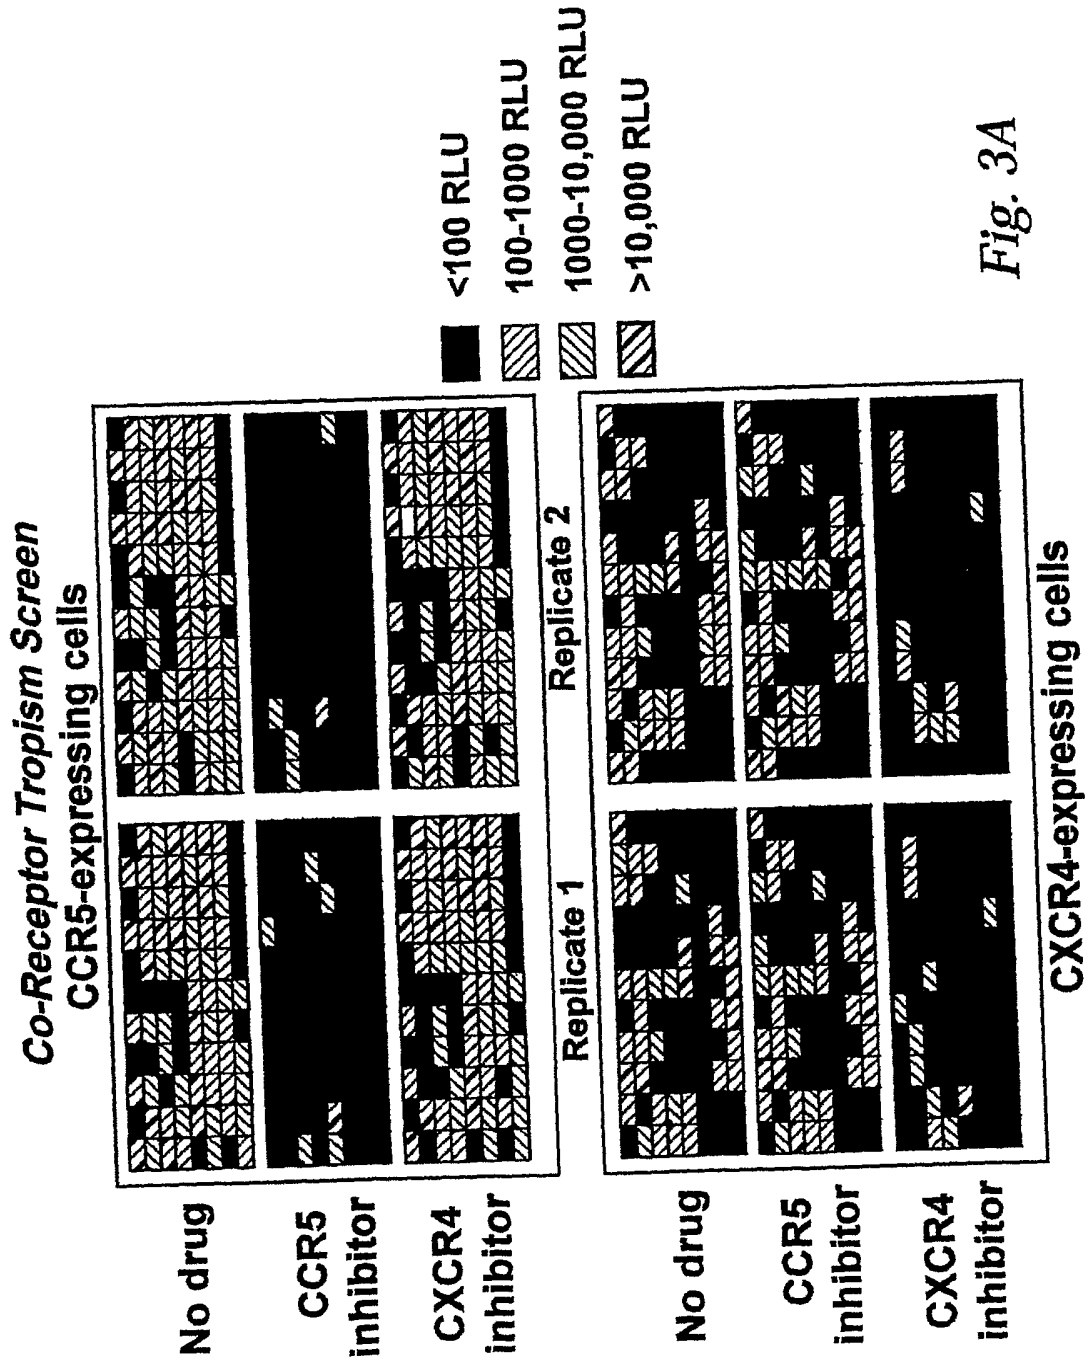 Co-Receptor Tropism Screen
CCR5-expressing cells
No drug
CCR5
inhibitor
CXCR4
inhibitor
Replicate 1
Replicate 2
No drug
CCR5
inhibitor
CXCR4
inhibitor
CXCR4-expressing cells
<100 RLU
100-1000 RLU
1000-10,000 RLU
>10,000 RLU
Fig. 3A